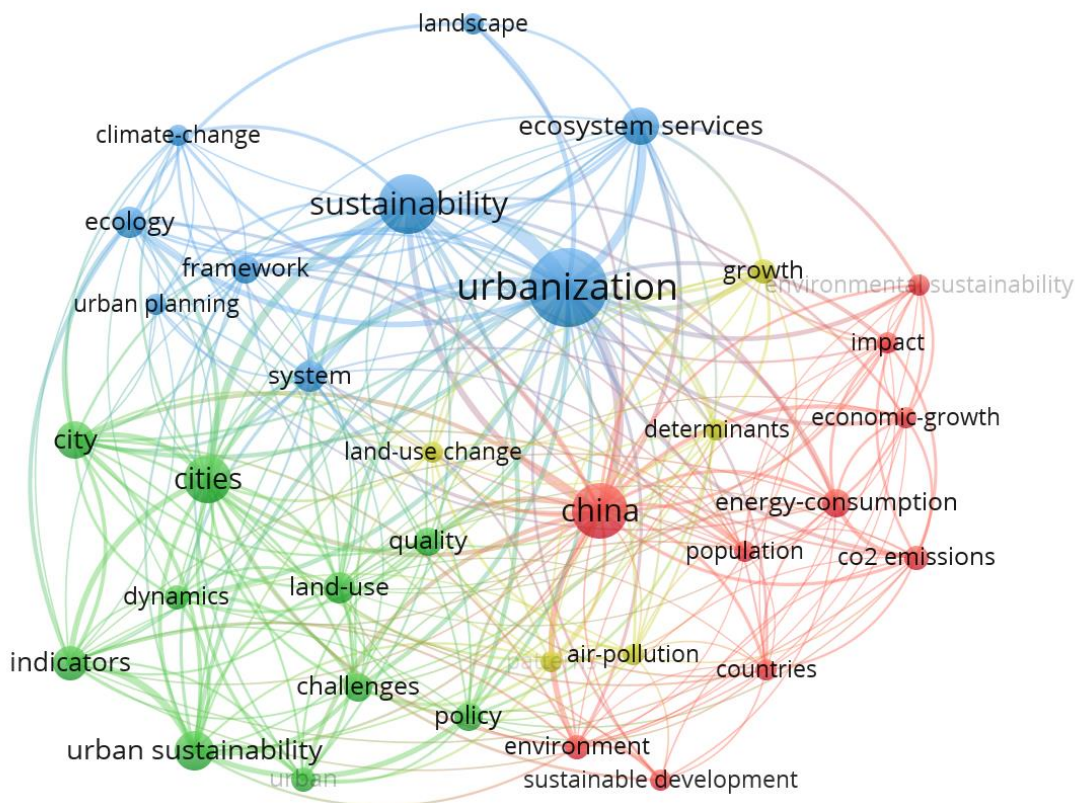 landscape
climate-change
ecosystem services
sustainability
ecology
framework
growth
environmental sustainability
urbanization
urban planning
impact
system
economic-growth
determinants
city
land-use change
cities
energy-consumption
china
quality
population
co2 emissions
land-use
dynamics
air-pollution
indicators
countries
challenges
policy
environment
urban sustainability
urban
sustainable development